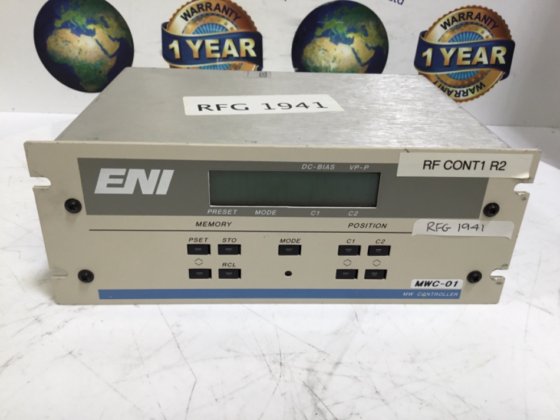 WARRANTY
1 YEAR
WARRANTY
1 YEAR
WARRANTY
RFG 1941
DC-BIAS VP-P
RF CONT1 R2
ENI
PRESET MODE C1 C2
RFG 1941
MEMORY POSITION
PSET STO MODE C1 C2
RCL
MWC-01
MW CONTROLLER